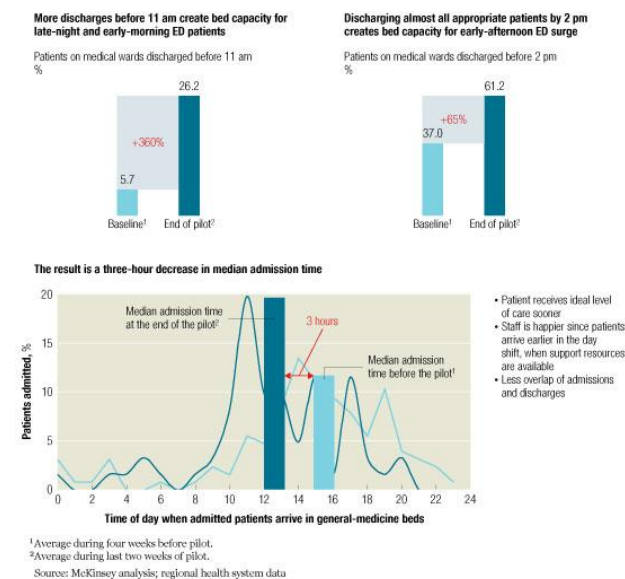 More discharges before 11 am create bed capacity for
late-night and early-morning ED patients
Patients on medical wards discharged before 11 am
%
26.2
+360%
5.7
Baseline¹ End of pilot²
Discharging almost all appropriate patients by 2 pm
creates bed capacity for early-afternoon ED surge
Patients on medical wards discharged before 2 pm
%
61.2
+65%
37.0
Baseline¹ End of pilot²
The result is a three-hour decrease in median admission time
Patients admitted, %
20
15
10
5
0
Median admission time
at the end of the pilot²
3 hours
Median admission
time before the pilot¹
0 2 4 6 8 10 12 14 16 18 20 22 24
Time of day when admitted patients arrive in general-medicine beds
• Patient receives ideal level
of care sooner
• Staff is happier since patients
arrive earlier in the day
shift, when support resources
are available
• Less overlap of admissions
and discharges
¹Average during four weeks before pilot.
²Average during last two weeks of pilot.
Source: McKinsey analysis; regional health system data